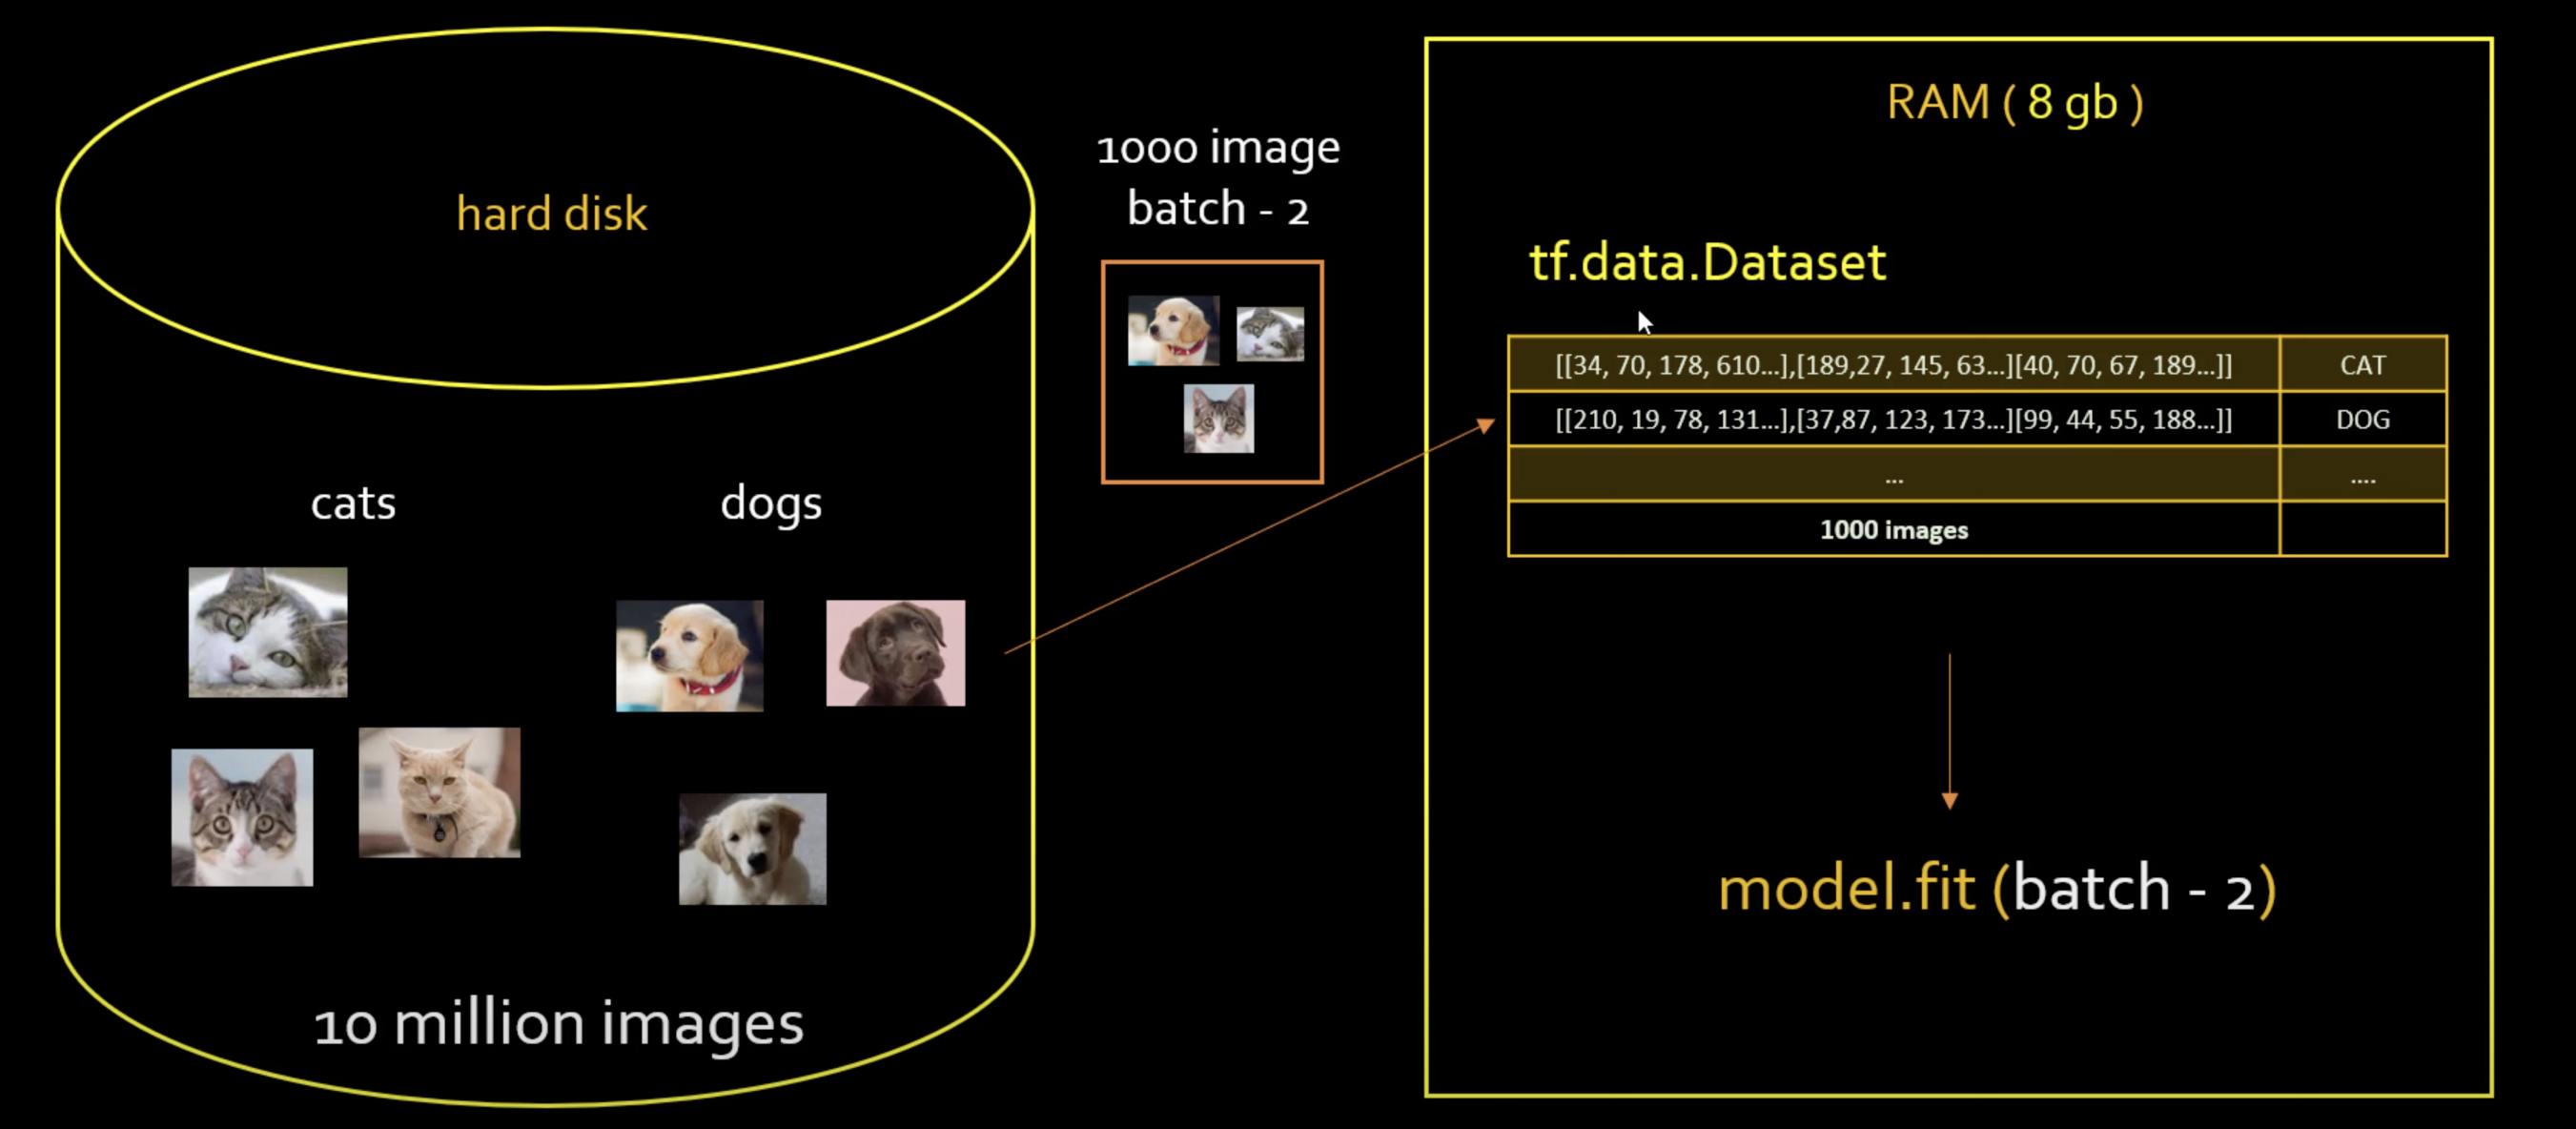 hard disk
cats
dogs
10 million images
1000 image
batch - 2
RAM ( 8 gb )
tf.data.Dataset
[[34, 70, 178, 610...],[189,27, 145, 63...][40, 70, 67, 189...]] CAT
[[210, 19, 78, 131...],[37,87, 123, 173...][99, 44, 55, 188...]] DOG
... ....
1000 images
model.fit (batch - 2)